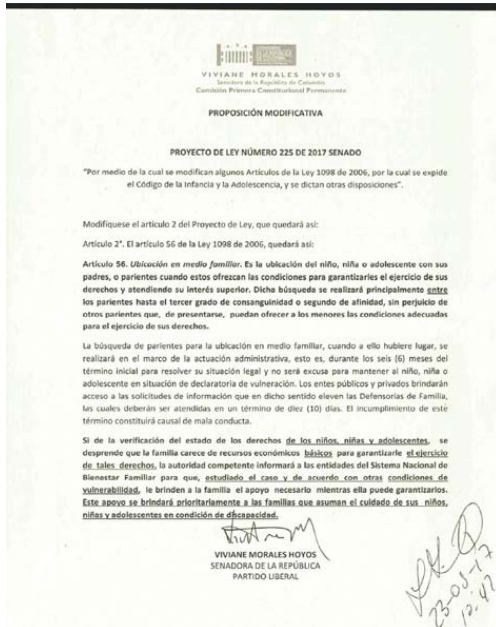 VIVIANE MORALES HOYOS
Senadora de la República de Colombia
Comisión Primera Constitucional Permanente
PROPOSICIÓN MODIFICATIVA
PROYECTO DE LEY NÚMERO 225 DE 2017 SENADO
"Por medio de la cual se modifican algunos Artículos de la Ley 1098 de 2006, por la cual se expide
el Código de la Infancia y la Adolescencia, y se dictan otras disposiciones".
Modifíquese el artículo 2 del Proyecto de Ley, que quedará así:
Artículo 2°. El artículo 56 de la Ley 1098 de 2006, quedará así:
Artículo 56. Ubicación en medio familiar. Es la ubicación del niño, niña o adolescente con sus
padres, o parientes cuando estos ofrezcan las condiciones para garantizarles el ejercicio de sus
derechos y atendiendo su interés superior. Dicha búsqueda se realizará principalmente entre
los parientes hasta el tercer grado de consanguinidad o segundo de afinidad, sin perjuicio de
otros parientes que, de presentarse, puedan ofrecer a los menores las condiciones adecuadas
para el ejercicio de sus derechos.
La búsqueda de parientes para la ubicación en medio familiar, cuando a ello hubiere lugar, se
realizará en el marco de la actuación administrativa, esto es, durante los seis (6) meses del
término inicial para resolver su situación legal y no será excusa para mantener al niño, niña o
adolescente en situación de declaratoria de vulneración. Los entes públicos y privados brindarán
acceso a las solicitudes de información que en dicho sentido eleven las Defensorías de Familia,
las cuales deberán ser atendidas en un término de diez (10) días. El incumplimiento de este
término constituirá causal de mala conducta.
Si de la verificación del estado de los derechos de los niños, niñas y adolescentes, se
desprende que la familia carece de recursos económicos básicos para garantizarle el ejercicio
de tales derechos, la autoridad competente informará a las entidades del Sistema Nacional de
Bienestar Familiar para que, estudiado el caso y de acuerdo con otras condiciones de
vulnerabilidad, le brinden a la familia el apoyo necesario mientras ella puede garantizarlos.
Este apoyo se brindará prioritariamente a las familias que asuman el cuidado de sus niños,
niñas y adolescentes en condición de discapacidad.
VIVIANE MORALES HOYOS
SENADORA DE LA REPÚBLICA
PARTIDO LIBERAL
23-05-17
12:42